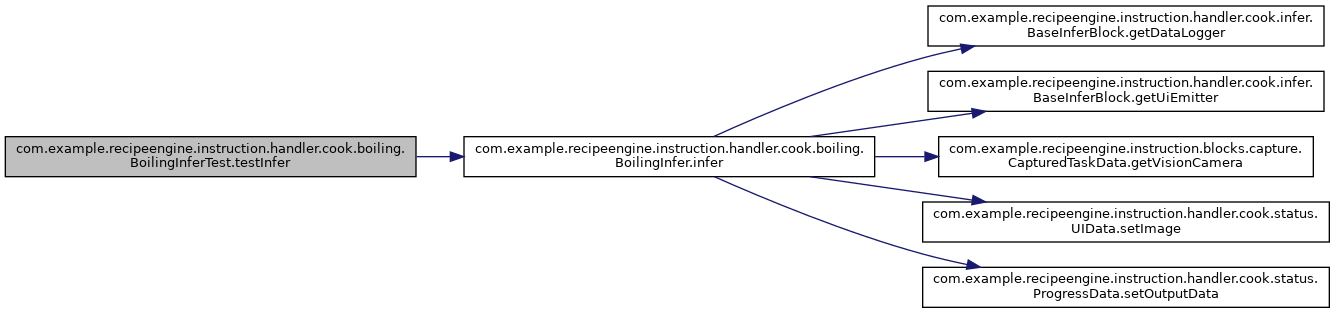 com.example.recipeengine.instruction.handler.cook.boiling.
BoilingInferTest.testInfer
com.example.recipeengine.instruction.handler.cook.boiling.
BoilingInfer.infer
com.example.recipeengine.instruction.handler.cook.infer.
BaseInferBlock.getDataLogger
com.example.recipeengine.instruction.handler.cook.infer.
BaseInferBlock.getUiEmitter
com.example.recipeengine.instruction.blocks.capture.
CapturedTaskData.getVisionCamera
com.example.recipeengine.instruction.handler.cook.status.
UIData.setImage
com.example.recipeengine.instruction.handler.cook.status.
ProgressData.setOutputData